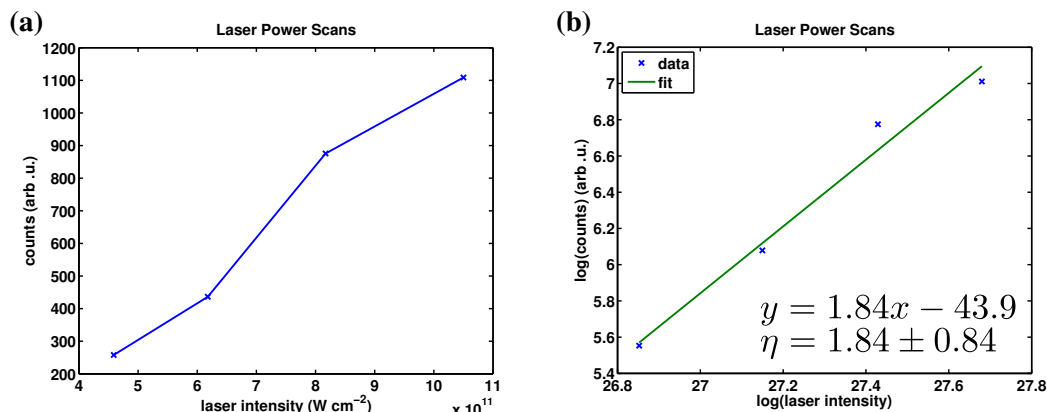 (a)
Laser Power Scans
counts (arb .u.)
1200
1100
1000
900
800
700
600
500
400
300
200
4 5 6 7 8 9 10 11
laser intensity (W cm⁻²)
x 10¹¹
(b)
Laser Power Scans
log(counts) (arb .u.)
7.2
7
6.8
6.6
6.4
6.2
6
5.8
5.6
5.4
data
fit
y = 1.84x − 43.9
η = 1.84 ± 0.84
26.8 27 27.2 27.4 27.6 27.8
log(laser intensity)